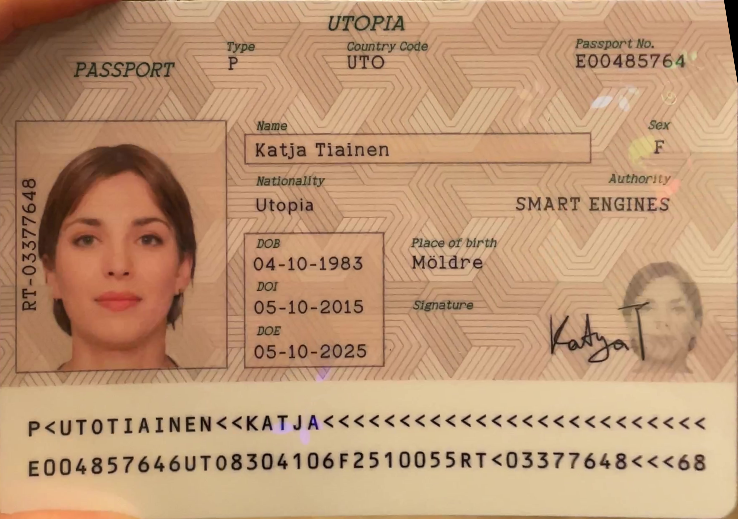 UTOPIA
PASSPORT
Type
P
Country Code
UTO
Passport No.
E00485764
Name
Katja Tiainen
Sex
F
Nationality
Utopia
Authority
SMART ENGINES
RT-03377648
DOB
04-10-1983
DOI
05-10-2015
DOE
05-10-2025
Place of birth
Möldre
Signature
Katya T
P<UTOTIAINEN<<KATJA<<<<<<<<<<<<<<<<<<<<<<<<<
E004857646UTO8304106F2510055RT<03377648<<<68